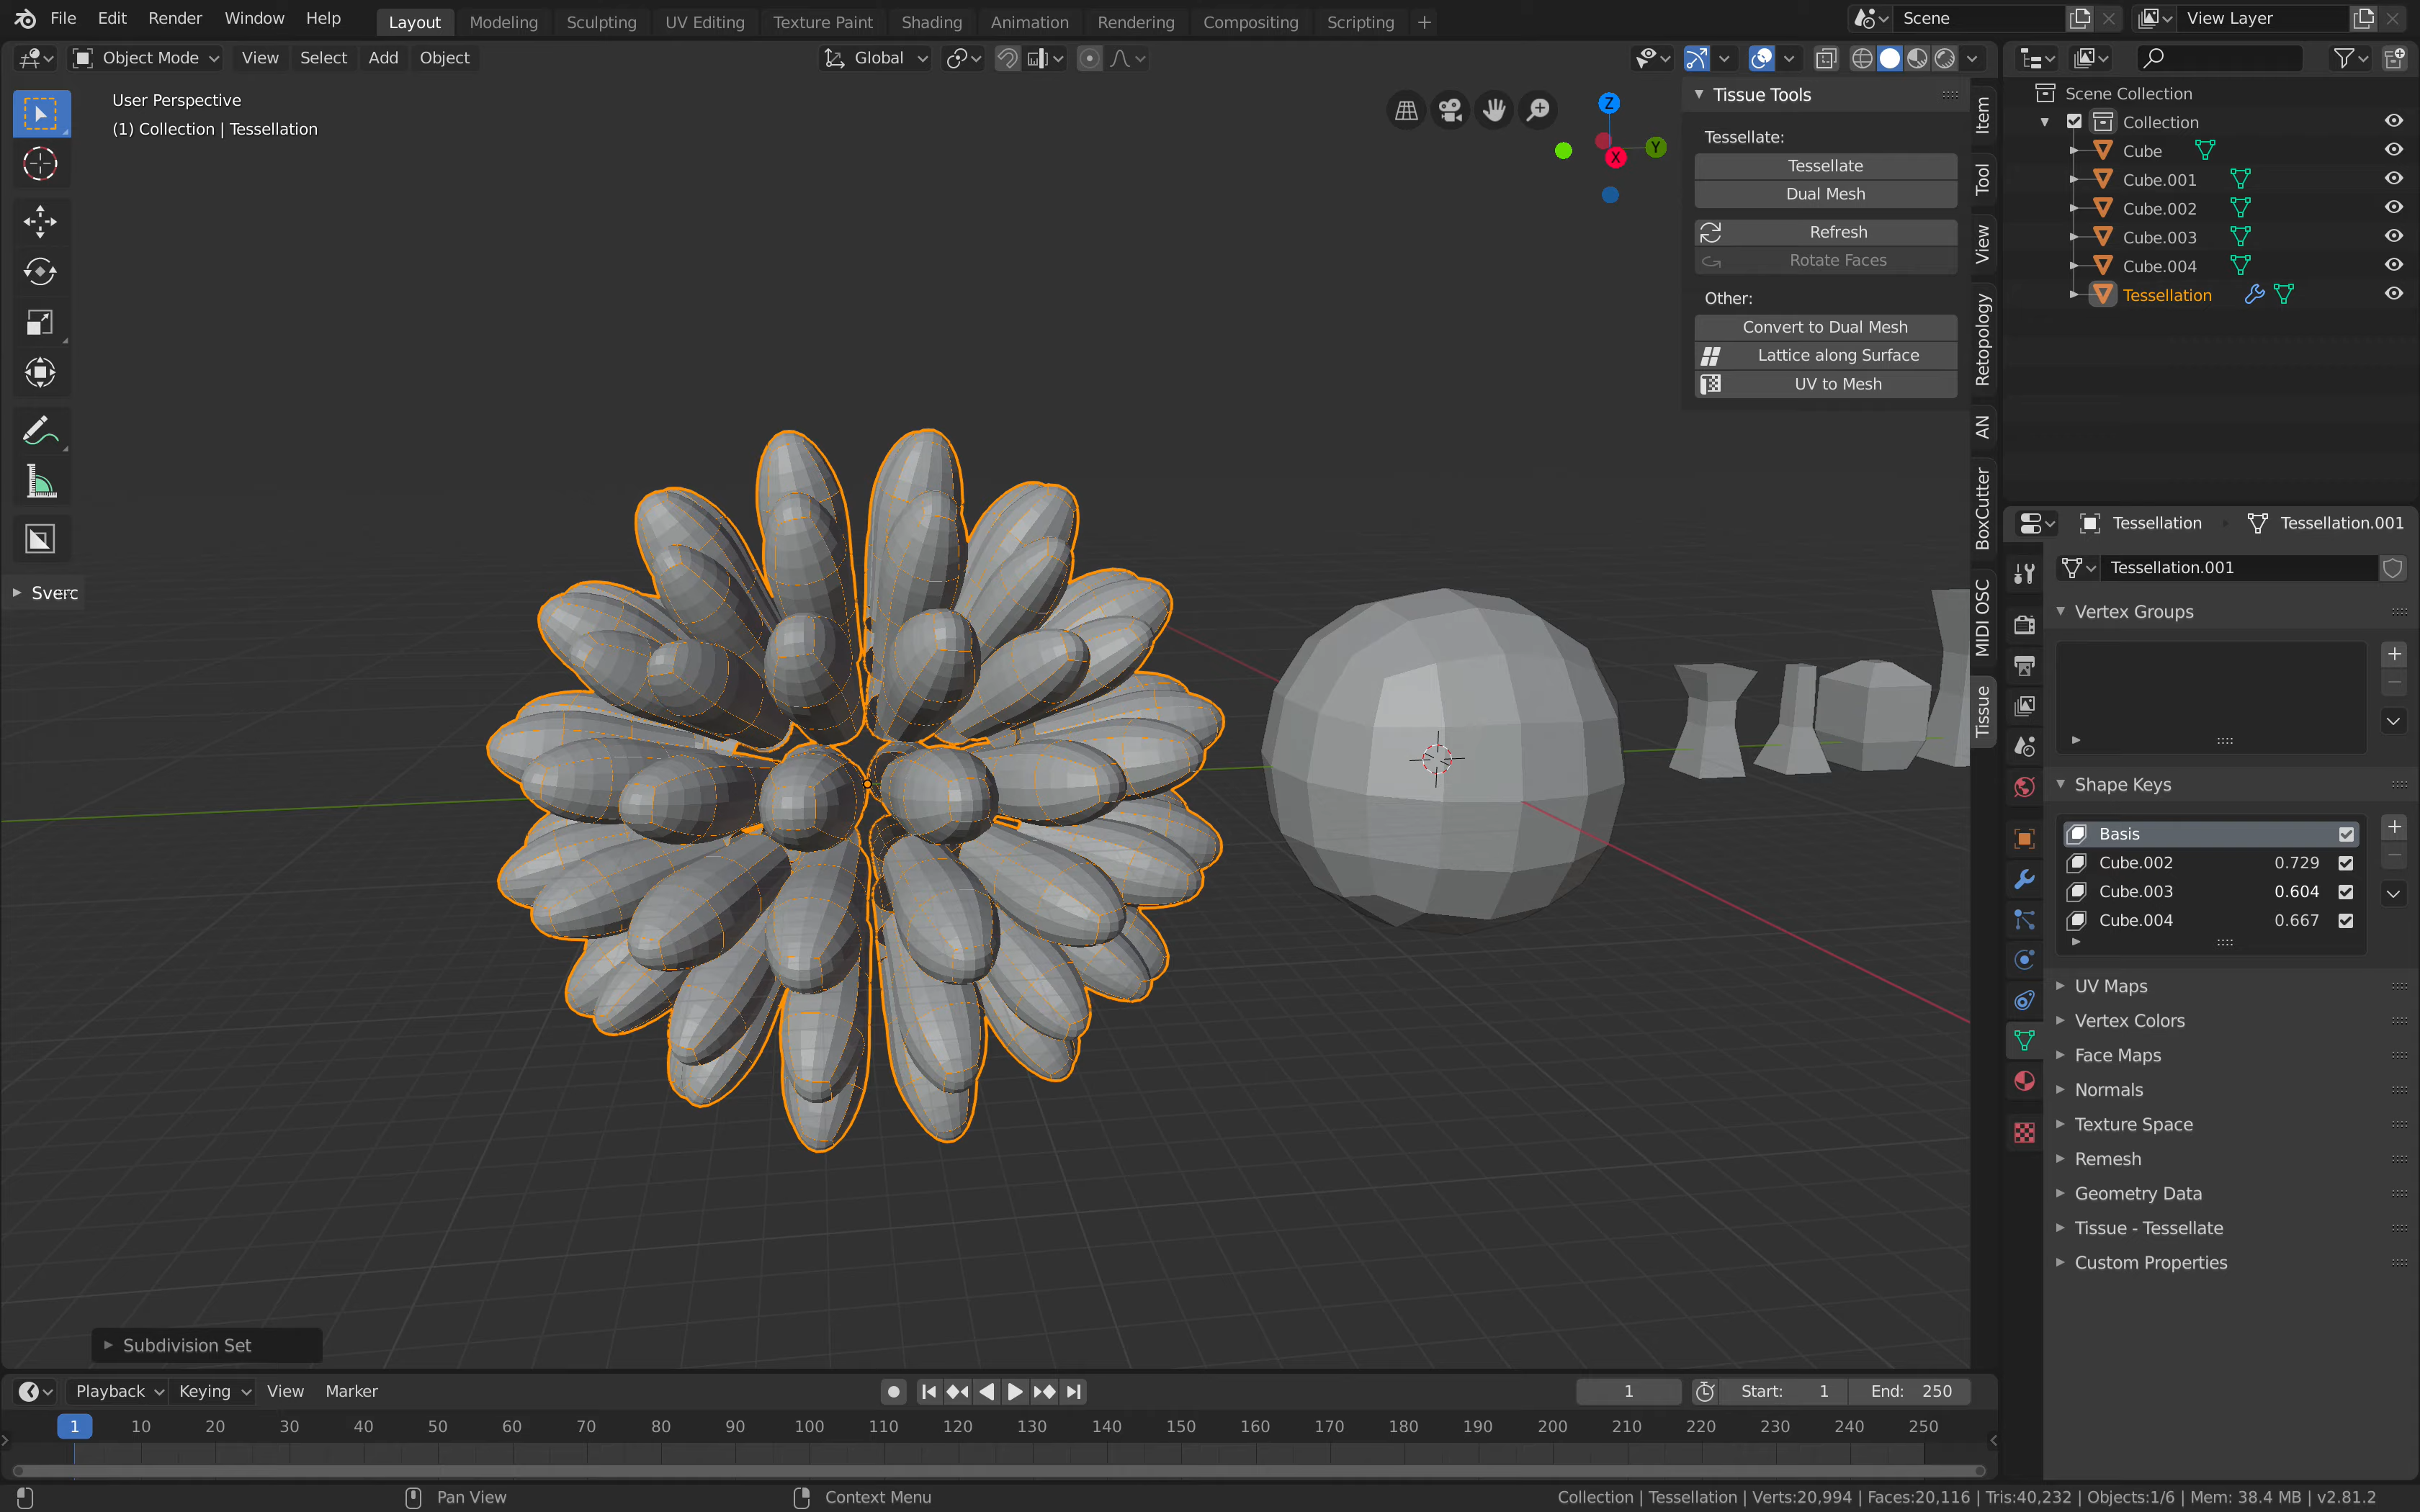 File Edit Render Window Help Layout Modeling Sculpting UV Editing Texture Paint Shading Animation Rendering Compositing Scripting + Scene View Layer
Object Mode View Select Add Object Global
User Perspective
(1) Collection | Tessellation
Z
Y
X
Tissue Tools
Tessellate:
Tessellate
Dual Mesh
Refresh
Rotate Faces
Other:
Convert to Dual Mesh
Lattice along Surface
UV to Mesh
Item
Tool
View
Retopology
AN
BoxCutter
MIDI OSC
Tissue
Sverc
Subdivision Set
Scene Collection
Collection
Cube
Cube.001
Cube.002
Cube.003
Cube.004
Tessellation
Tessellation Tessellation.001
Tessellation.001
Vertex Groups
Shape Keys
Basis
Cube.002 0.729
Cube.003 0.604
Cube.004 0.667
UV Maps
Vertex Colors
Face Maps
Normals
Texture Space
Remesh
Geometry Data
Tissue - Tessellate
Custom Properties
Playback Keying View Marker 1 Start: 1 End: 250
1 10 20 30 40 50 60 70 80 90 100 110 120 130 140 150 160 170 180 190 200 210 220 230 240 250
Pan View Context Menu Collection | Tessellation | Verts:20,994 | Faces:20,116 | Tris:40,232 | Objects:1/6 | Mem: 38.4 MB | v2.81.2